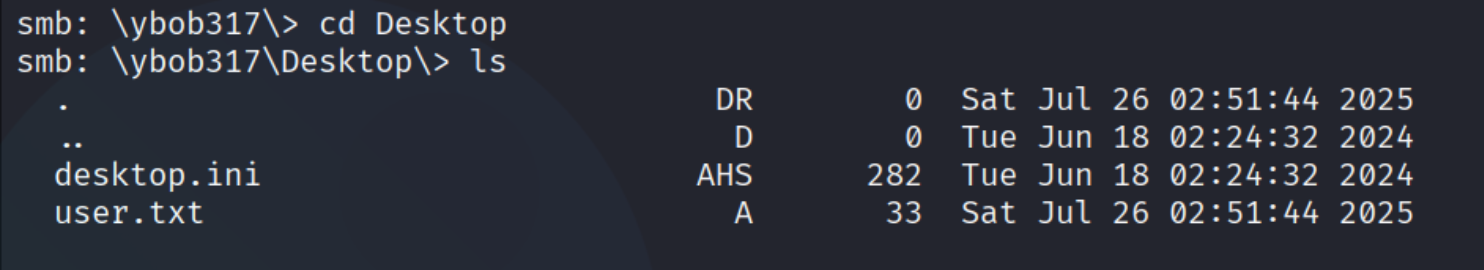 smb: \ybob317\> cd Desktop
smb: \ybob317\Desktop\> ls
  .                                  DR        0  Sat Jul 26 02:51:44 2025
  ..                                  D        0  Tue Jun 18 02:24:32 2024
  desktop.ini                       AHS      282  Tue Jun 18 02:24:32 2024
  user.txt                            A       33  Sat Jul 26 02:51:44 2025